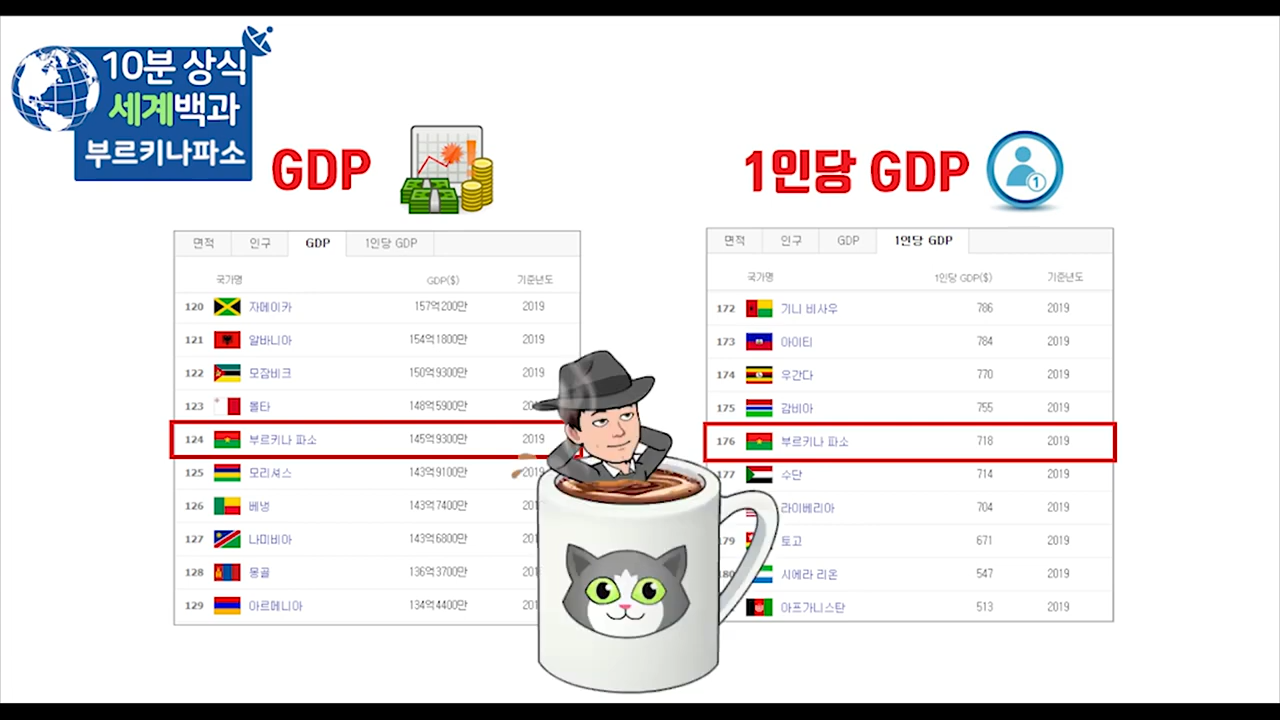 10분 상식
세계백과
부르키나파소
GDP
1인당 GDP
1
면적 인구 GDP 1인당 GDP
국가명 GDP($) 기준년도
120 자메이카 157억200만 2019
121 알바니아 154억1800만 2019
122 모잠비크 150억9300만 2019
123 몰타 148억5900만
124 부르키나 파소 145억9300만 2019
125 모리셔스 143억9100만 2019
126 베냉 143억7400만
127 나미비아 143억6800만
128 몽골 136억3700만
129 아르메니아 134억4400만
면적 인구 GDP 1인당 GDP
국가명 1인당 GDP($) 기준년도
172 기니 비사우 786 2019
173 아이티 784 2019
174 우간다 770 2019
175 감비아 755 2019
176 부르키나 파소 718 2019
177 수단 714 2019
라이베리아 704 2019
179 토고 671 2019
180 시에라 리온 547 2019
아프가니스탄 513 2019